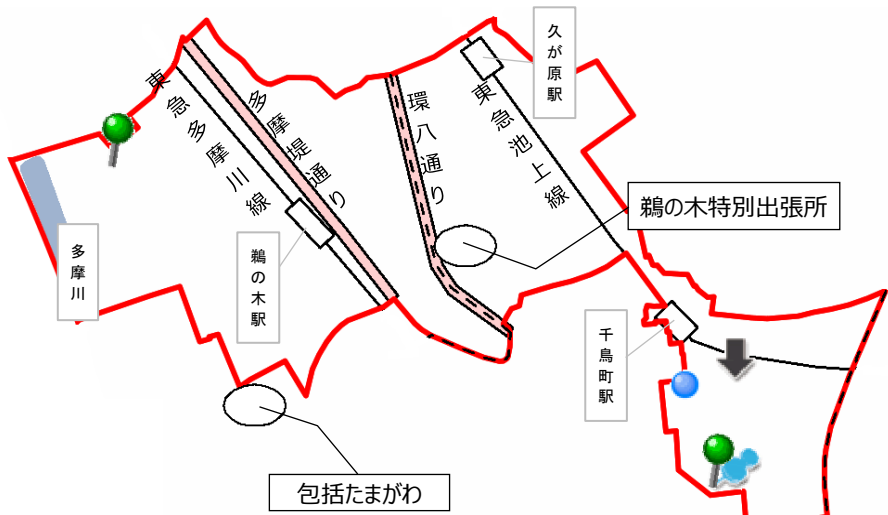 久が原駅
東急多摩川線
多摩堤通り
環八通り
東急池上線
鵜の木特別出張所
多摩川
鵜の木駅
千鳥町駅
包括たまがわ